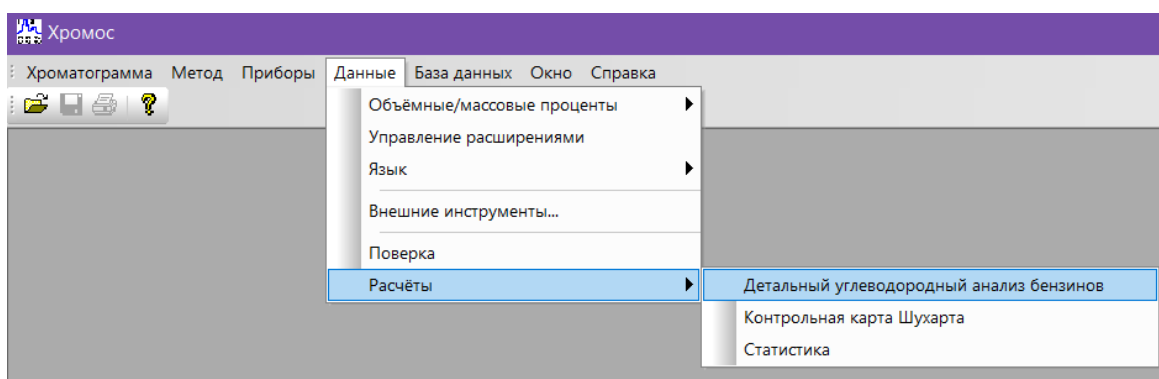 Хромос
Хроматограмма Метод Приборы Данные База данных Окно Справка
Объёмные/массовые проценты
Управление расширениями
Язык
Внешние инструменты...
Поверка
Расчёты
Детальный углеводородный анализ бензинов
Контрольная карта Шухарта
Статистика